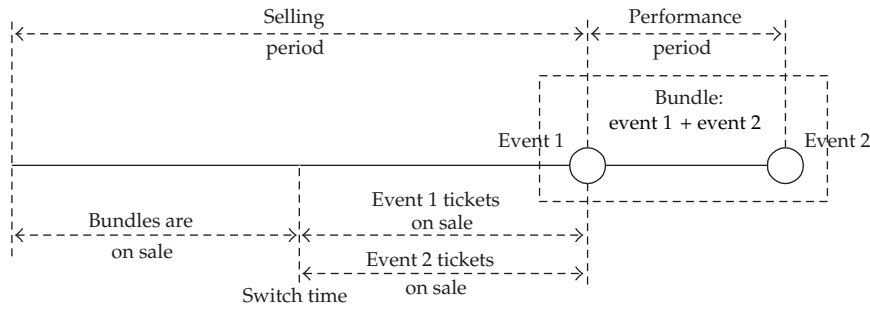 Selling
period
Performance
period
Bundle:
event 1 + event 2
Event 1
Event 2
Event 1 tickets
on sale
Bundles are
on sale
Event 2 tickets
on sale
Switch time